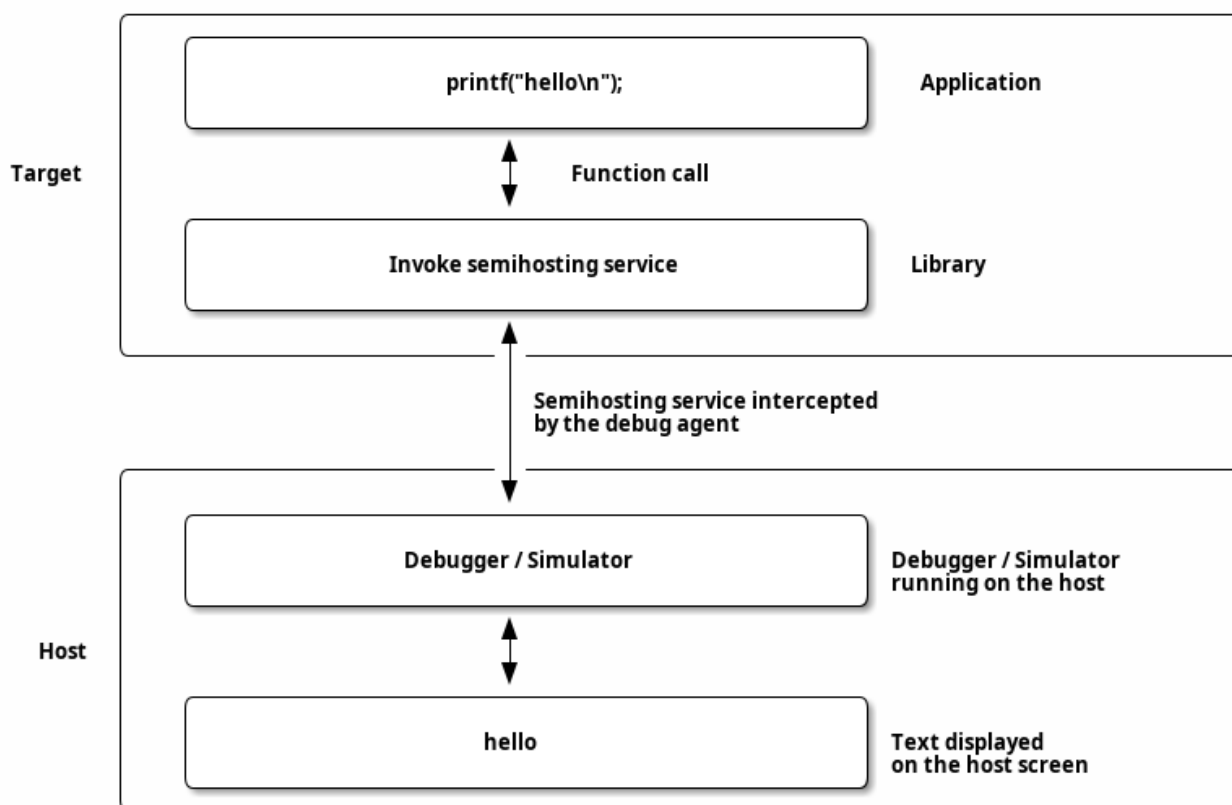 printf("hello\n");
Application
Target
Function call
Invoke semihosting service
Library
Semihosting service intercepted
by the debug agent
Debugger / Simulator
Debugger / Simulator
running on the host
Host
hello
Text displayed
on the host screen